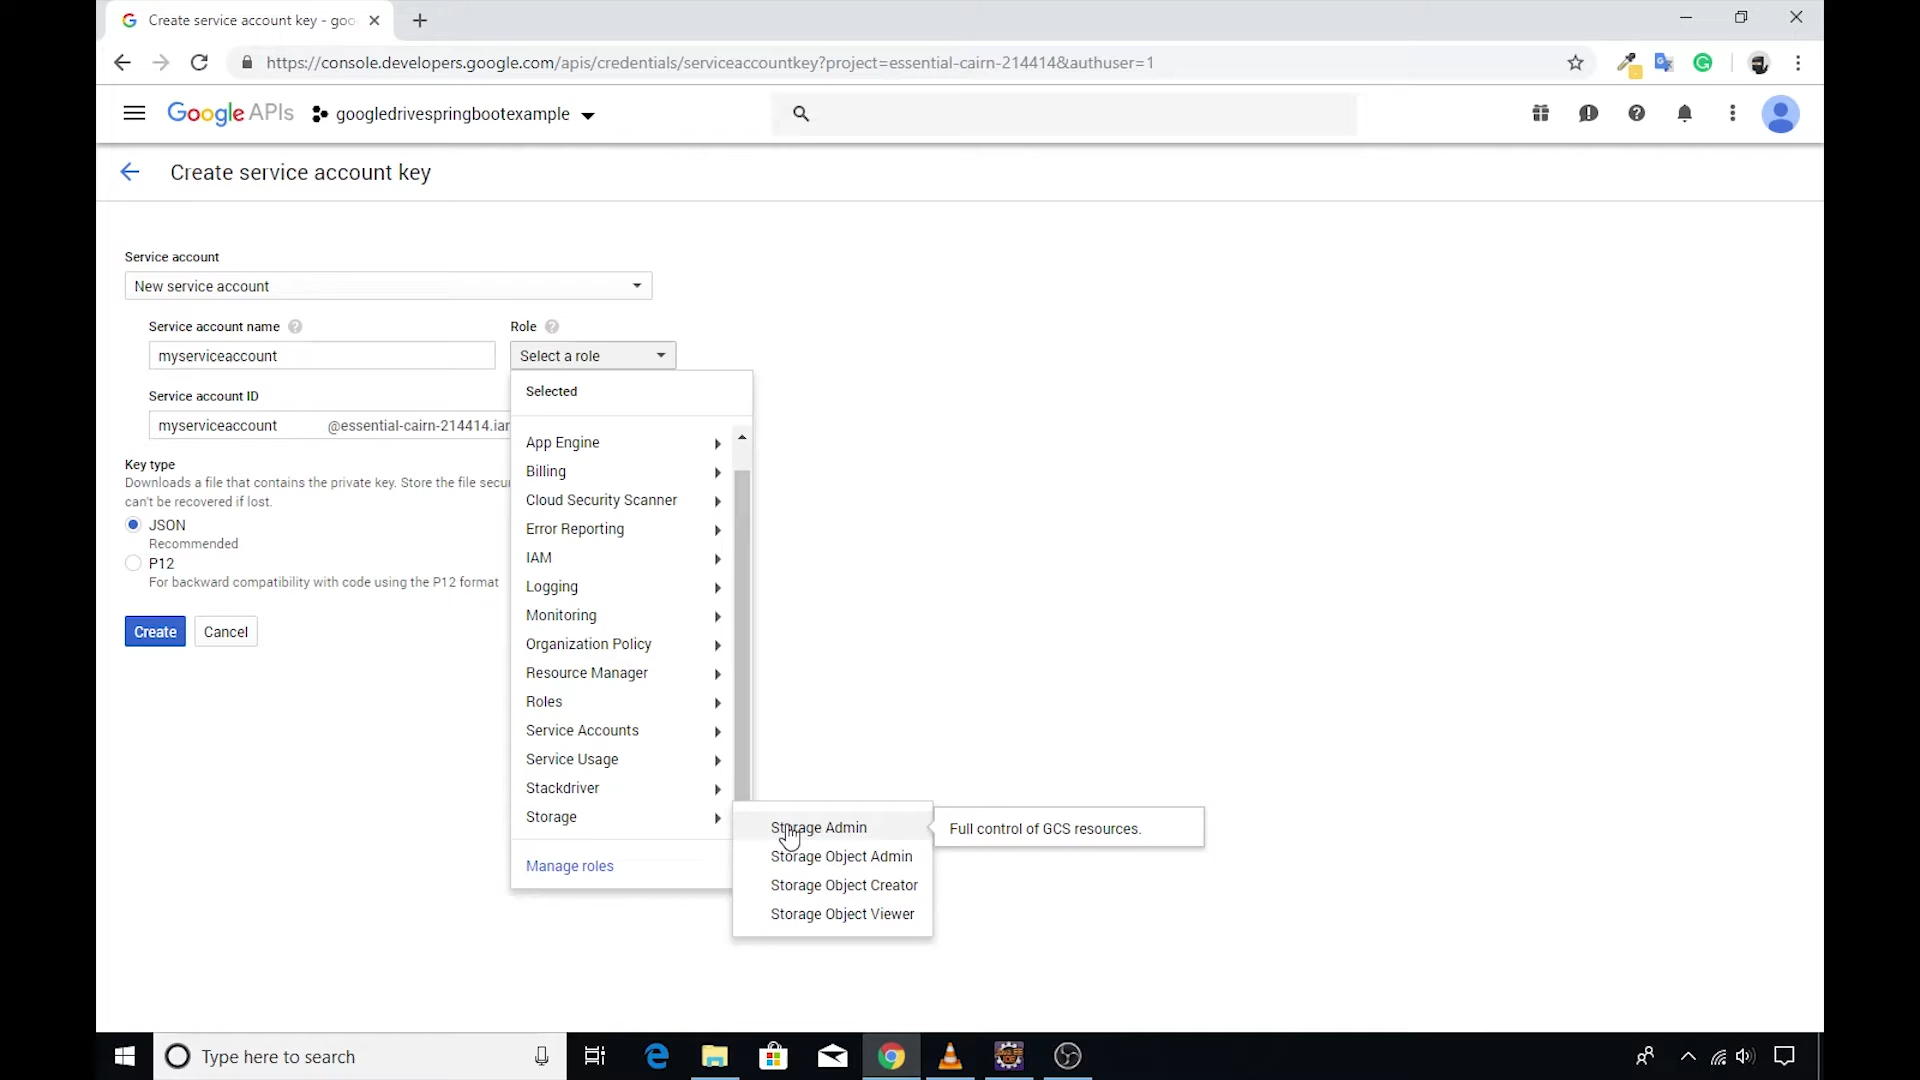 Create service account key - goo
https://console.developers.google.com/apis/credentials/serviceaccountkey?project=essential-cairn-214414&authuser=1
Google APIs googledrivespringbootexample
Create service account key
Service account
New service account
Service account name Role
myserviceaccount Select a role
Selected
Service account ID
myserviceaccount @essential-cairn-214414.iar
App Engine
Key type
Billing
Downloads a file that contains the private key. Store the file secu
can't be recovered if lost.
Cloud Security Scanner
JSON
Error Reporting
Recommended
IAM
P12
For backward compatibility with code using the P12 format
Logging
Monitoring
Create Cancel
Organization Policy
Resource Manager
Roles
Service Accounts
Service Usage
Stackdriver
Storage
Storage Admin Full control of GCS resources.
Storage Object Admin
Manage roles
Storage Object Creator
Storage Object Viewer
Type here to search